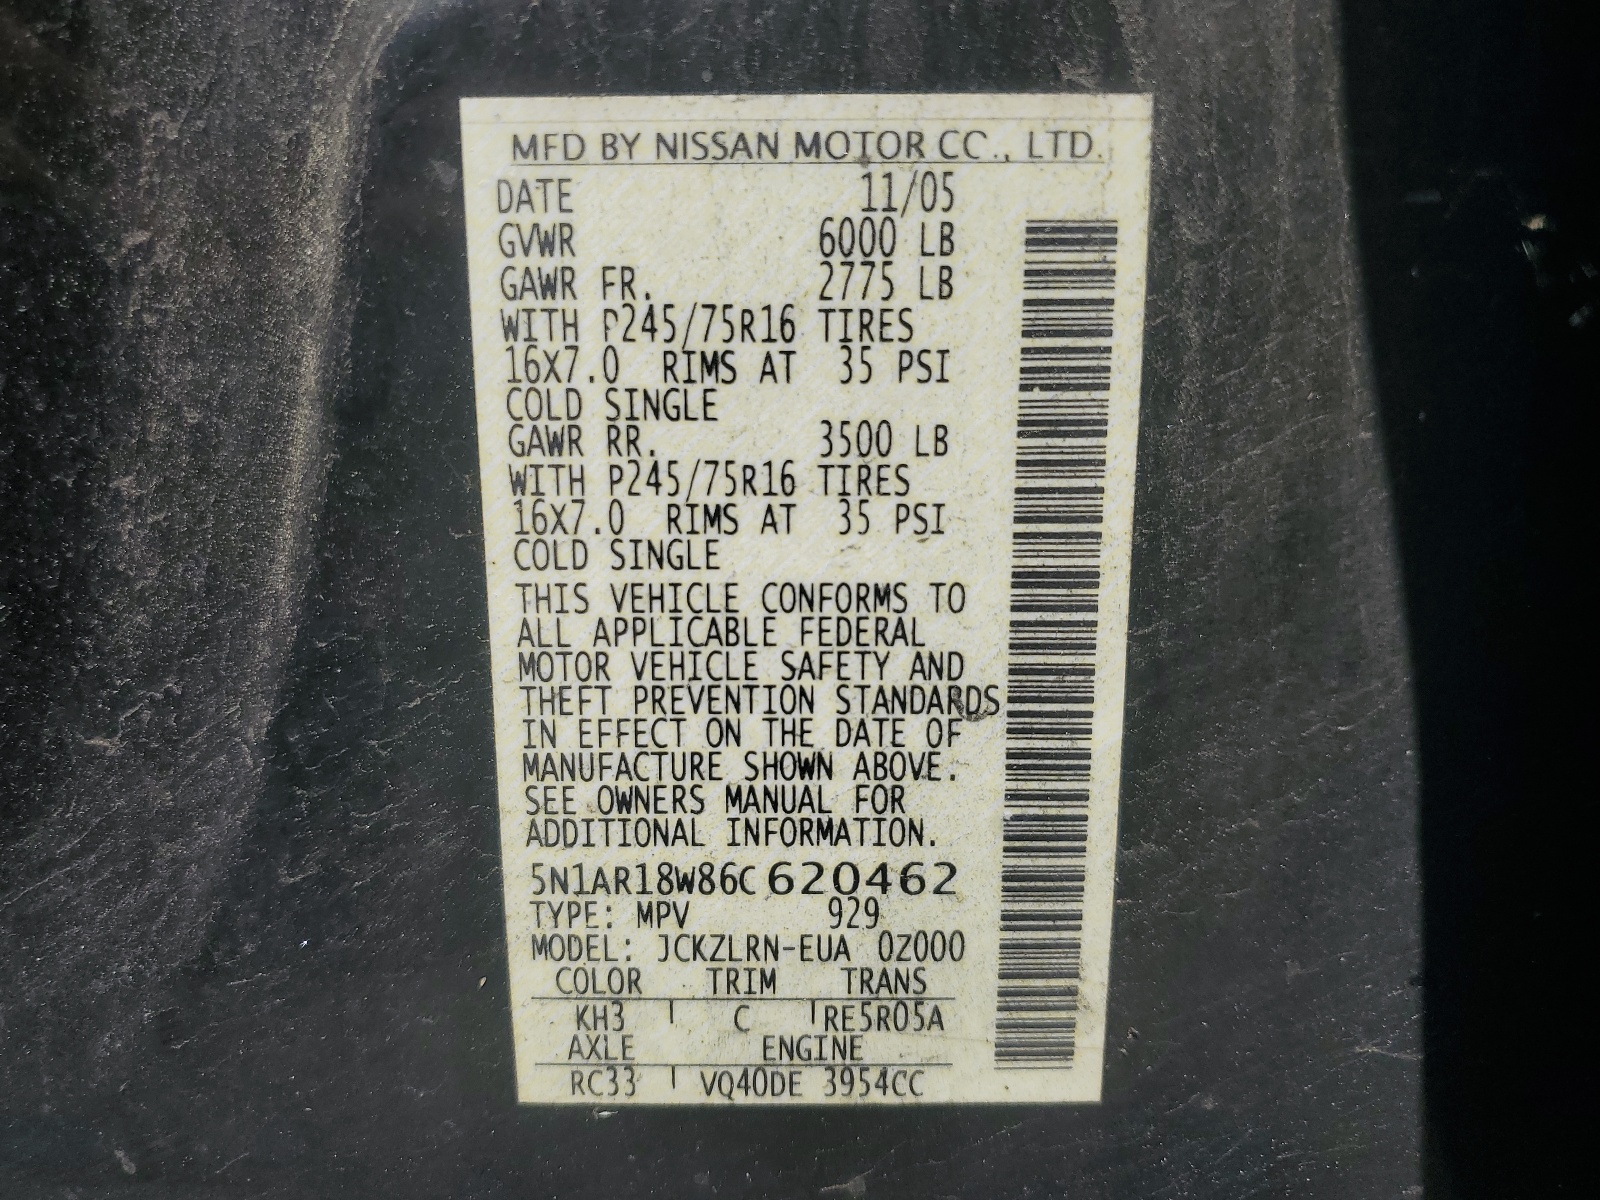 MFD BY NISSAN MOTOR CC., LTD.
DATE 11/05
GVWR 6000 LB
GAWR FR. 2775 LB
WITH P245/75R16 TIRES
16X7.0 RIMS AT 35 PSI
COLD SINGLE
GAWR RR. 3500 LB
WITH P245/75R16 TIRES
16X7.0 RIMS AT 35 PSI
COLD SINGLE
THIS VEHICLE CONFORMS TO
ALL APPLICABLE FEDERAL
MOTOR VEHICLE SAFETY AND
THEFT PREVENTION STANDARDS
IN EFFECT ON THE DATE OF
MANUFACTURE SHOWN ABOVE.
SEE OWNERS MANUAL FOR
ADDITIONAL INFORMATION.
5N1AR18W86C620462
TYPE: MPV 929
MODEL: JCKZLRN-EUA 0Z000
COLOR TRIM TRANS
KH3 C RE5R05A
AXLE ENGINE
RC33 VQ40DE 3954CC